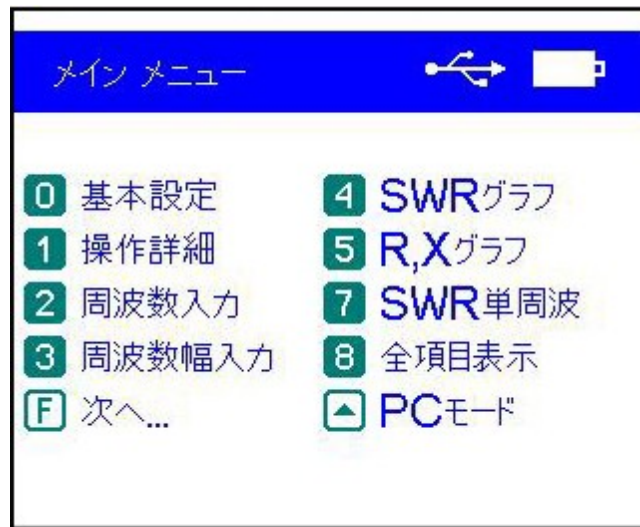 メイン メニュー
0 基本設定
1 操作詳細
2 周波数入力
3 周波数幅入力
F 次へ...
4 SWRグラフ
5 R,Xグラフ
7 SWR単周波
8 全項目表示
PCモード